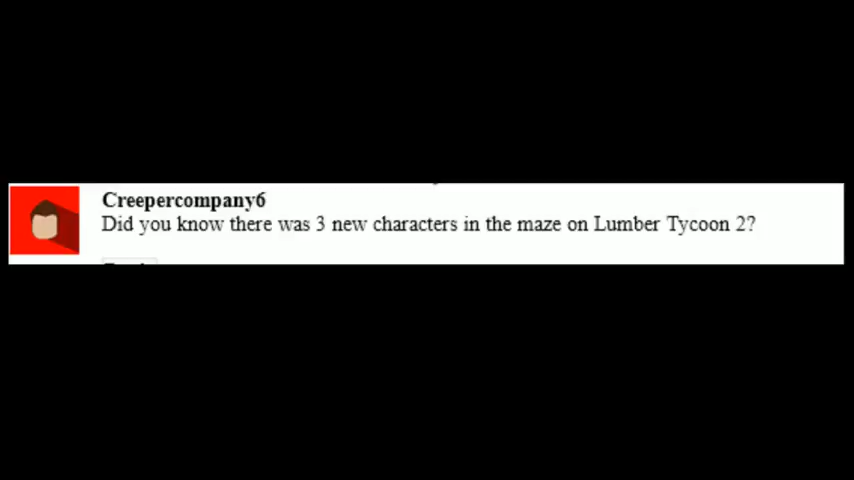 Creepercompany6
Did you know there was 3 new characters in the maze on Lumber Tycoon 2?